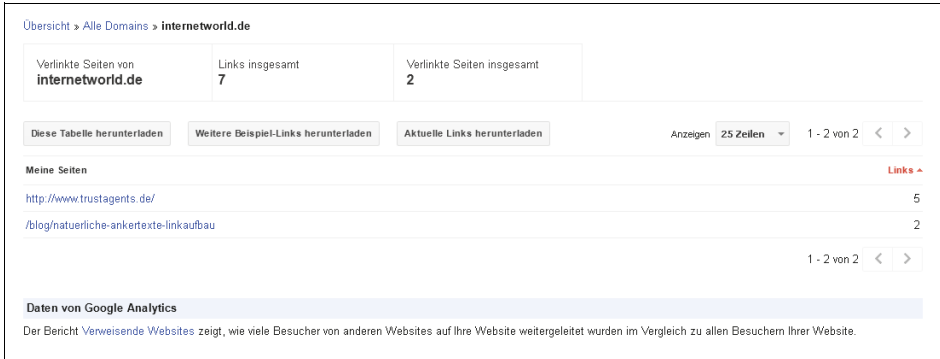 Übersicht » Alle Domains » internetworld.de
Verlinkte Seiten von Links insgesamt Verlinkte Seiten insgesamt
internetworld.de 7 2
Diese Tabelle herunterladen Weitere Beispiel-Links herunterladen Aktuelle Links herunterladen Anzeigen 25 Zeilen 1 - 2 von 2
Meine Seiten Links
http://www.trustagents.de/ 5
/blog/natuerliche-ankertexte-linkaufbau 2
1 - 2 von 2
Daten von Google Analytics
Der Bericht Verweisende Websites zeigt, wie viele Besucher von anderen Websites auf Ihre Website weitergeleitet wurden im Vergleich zu allen Besuchern Ihrer Website.